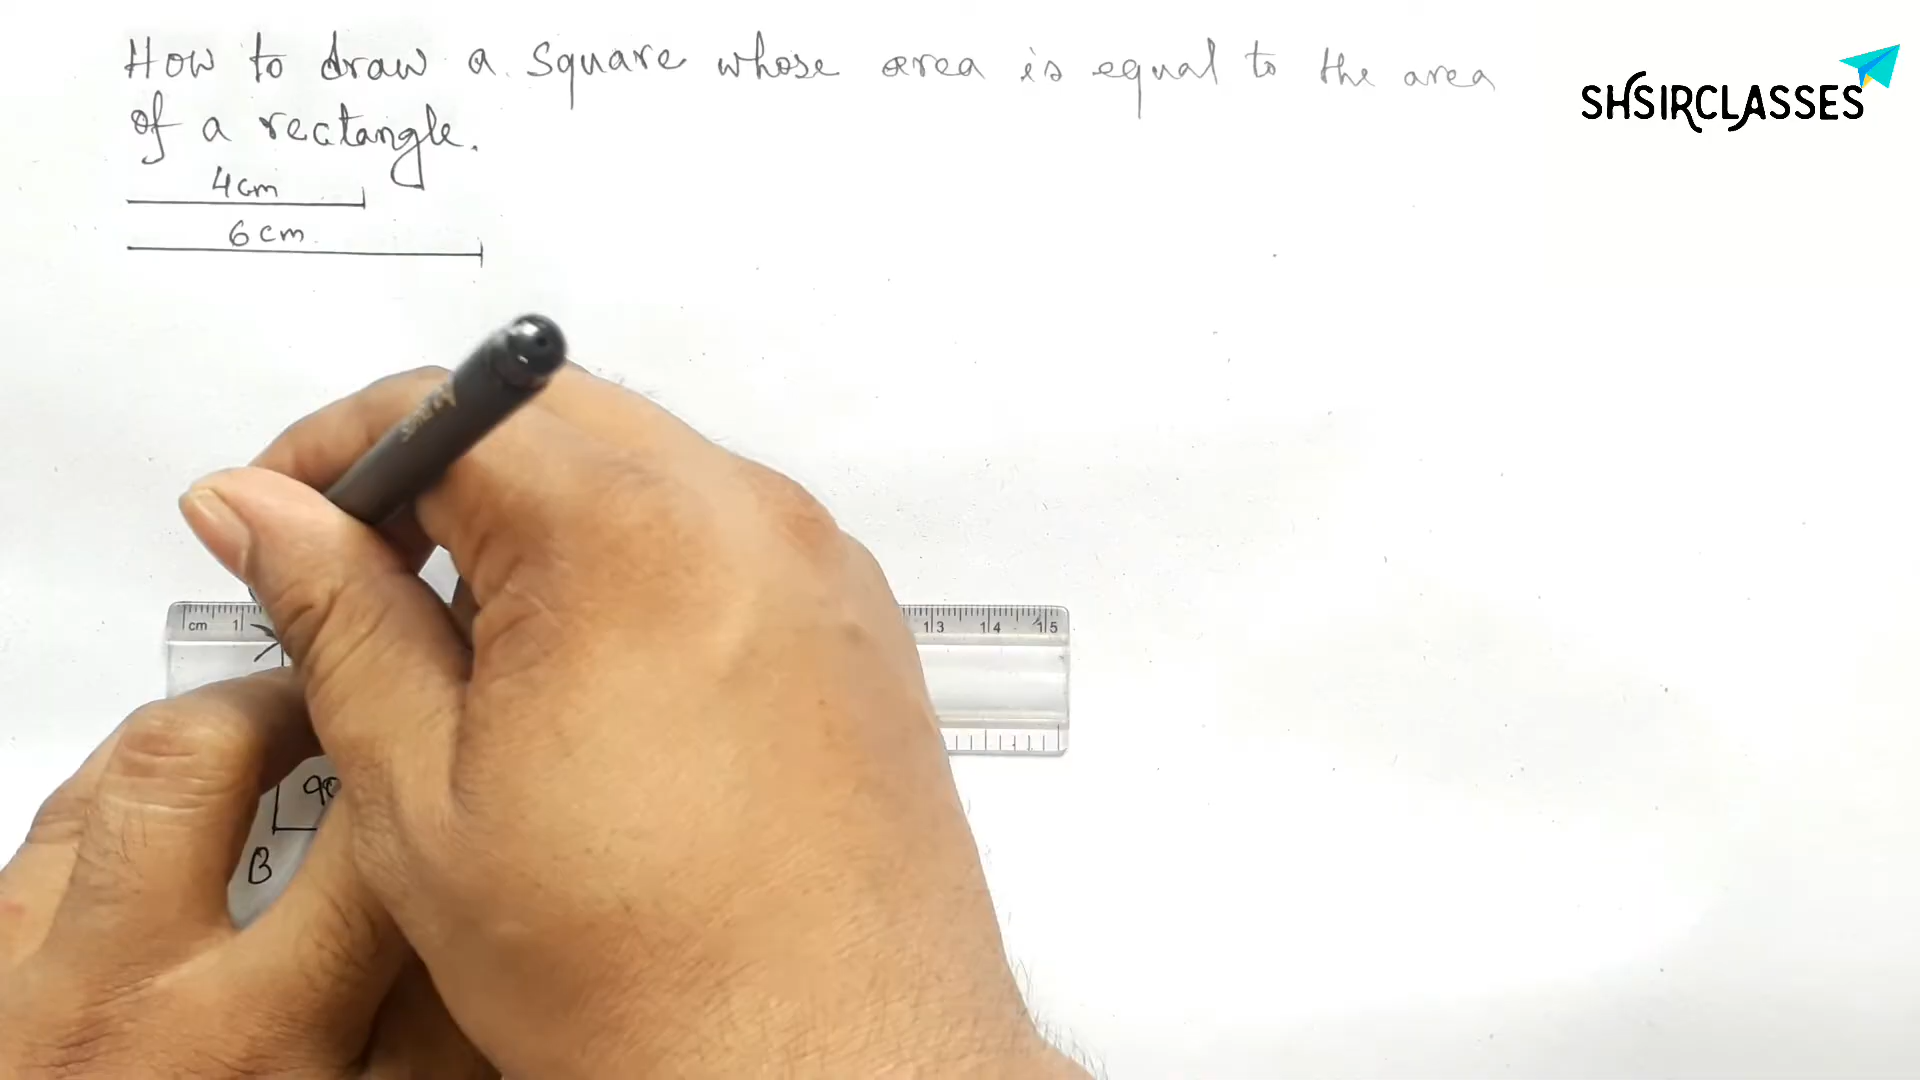 How to draw a square whose area is equal to the area
SHSIRCLASSES
of a rectangle.
4cm
6cm
cm 1 13 14 15
90
B